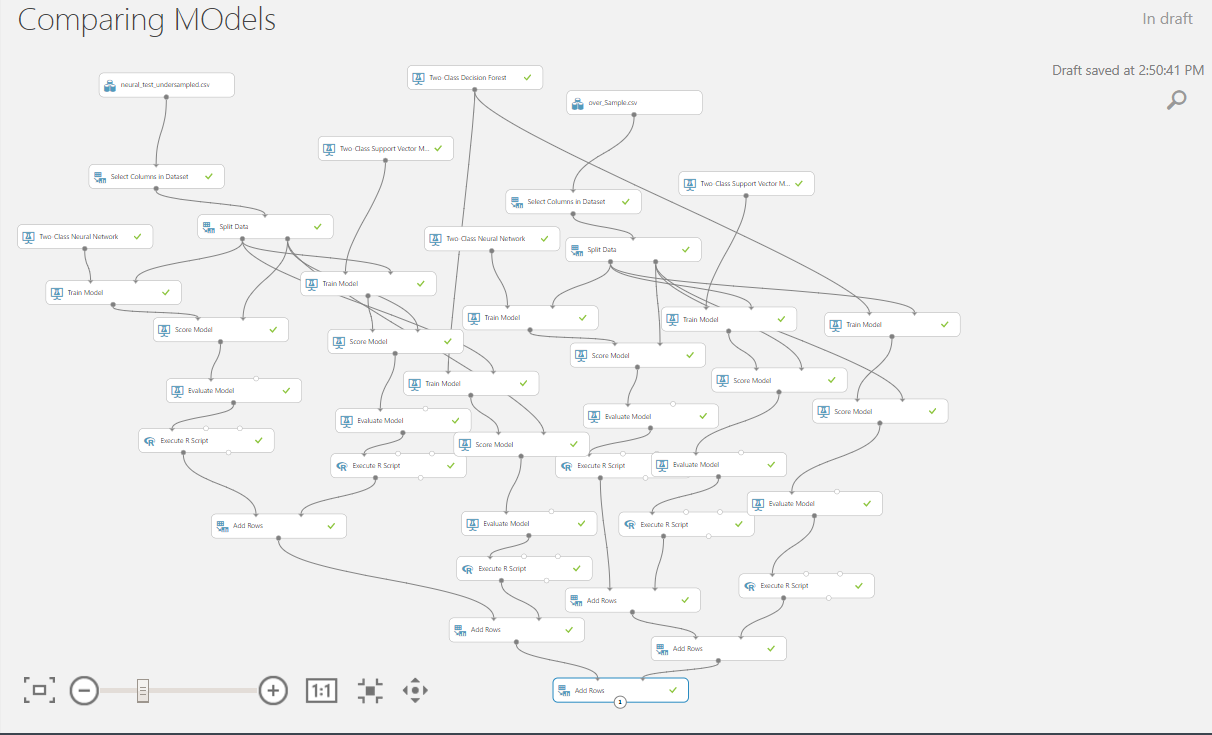 Comparing MOdels
In draft
Draft saved at 2:50:41 PM
Two-Class Decision Forest
neural_test_undersampled.csv
over_Sample.csv
Two-Class Support Vector M...
Select Columns in Dataset
Two-Class Support Vector M...
Select Columns in Dataset
Split Data
Two-Class Neural Network
Two-Class Neural Network
Split Data
Train Model
Train Model
Train Model
Train Model
Train Model
Score Model
Score Model
Score Model
Train Model
Score Model
Evaluate Model
Score Model
Evaluate Model
Evaluate Model
Execute R Script
Score Model
Execute R Script
Execute R Script
Evaluate Model
Evaluate Model
Add Rows
Evaluate Model
Execute R Script
Execute R Script
Execute R Script
Add Rows
Add Rows
Add Rows
Add Rows
1
1:1